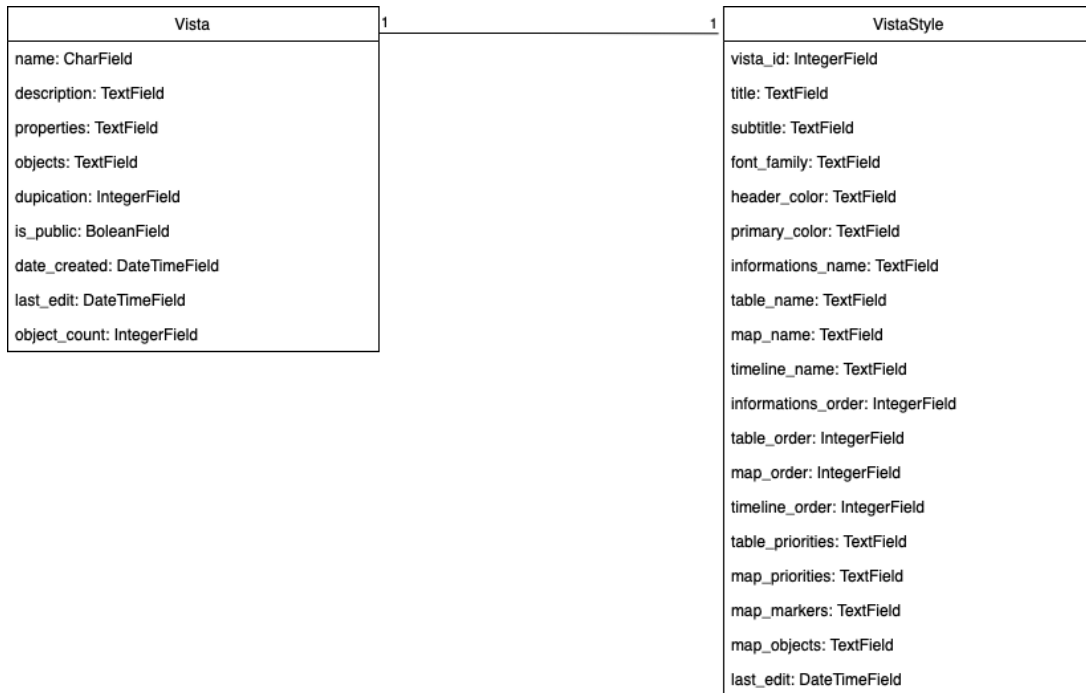 Vista
name: CharField
description: TextField
properties: TextField
objects: TextField
dupication: IntegerField
is_public: BoleanField
date_created: DateTimeField
last_edit: DateTimeField
object_count: IntegerField
1
1
VistaStyle
vista_id: IntegerField
title: TextField
subtitle: TextField
font_family: TextField
header_color: TextField
primary_color: TextField
informations_name: TextField
table_name: TextField
map_name: TextField
timeline_name: TextField
informations_order: IntegerField
table_order: IntegerField
map_order: IntegerField
timeline_order: IntegerField
table_priorities: TextField
map_priorities: TextField
map_markers: TextField
map_objects: TextField
last_edit: DateTimeField